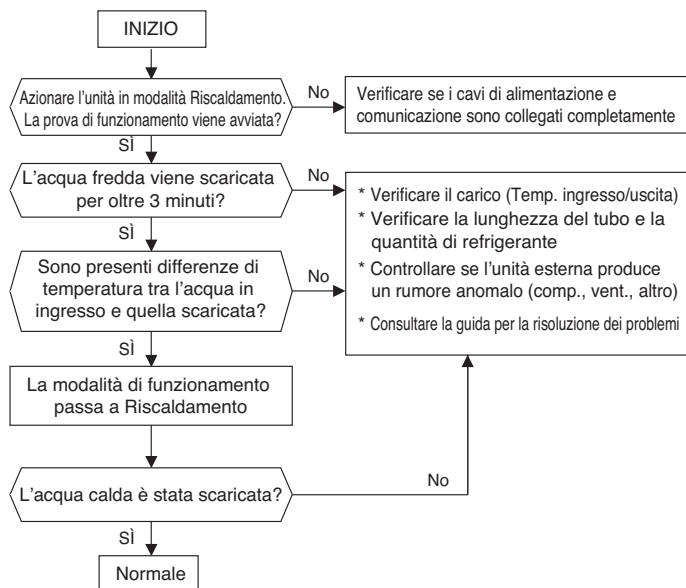 INIZIO
Azionare l'unità in modalità Riscaldamento.
La prova di funzionamento viene avviata?
No
Verificare se i cavi di alimentazione e
comunicazione sono collegati completamente
SÌ
L'acqua fredda viene scaricata
per oltre 3 minuti?
No
* Verificare il carico (Temp. ingresso/uscita)
* Verificare la lunghezza del tubo e la
quantità di refrigerante
* Controllare se l'unità esterna produce
un rumore anomalo (comp., vent., altro)
* Consultare la guida per la risoluzione dei problemi
SÌ
Sono presenti differenze di
temperatura tra l'acqua in
ingresso e quella scaricata?
No
SÌ
La modalità di funzionamento
passa a Riscaldamento
L'acqua calda è stata scaricata?
No
SÌ
Normale